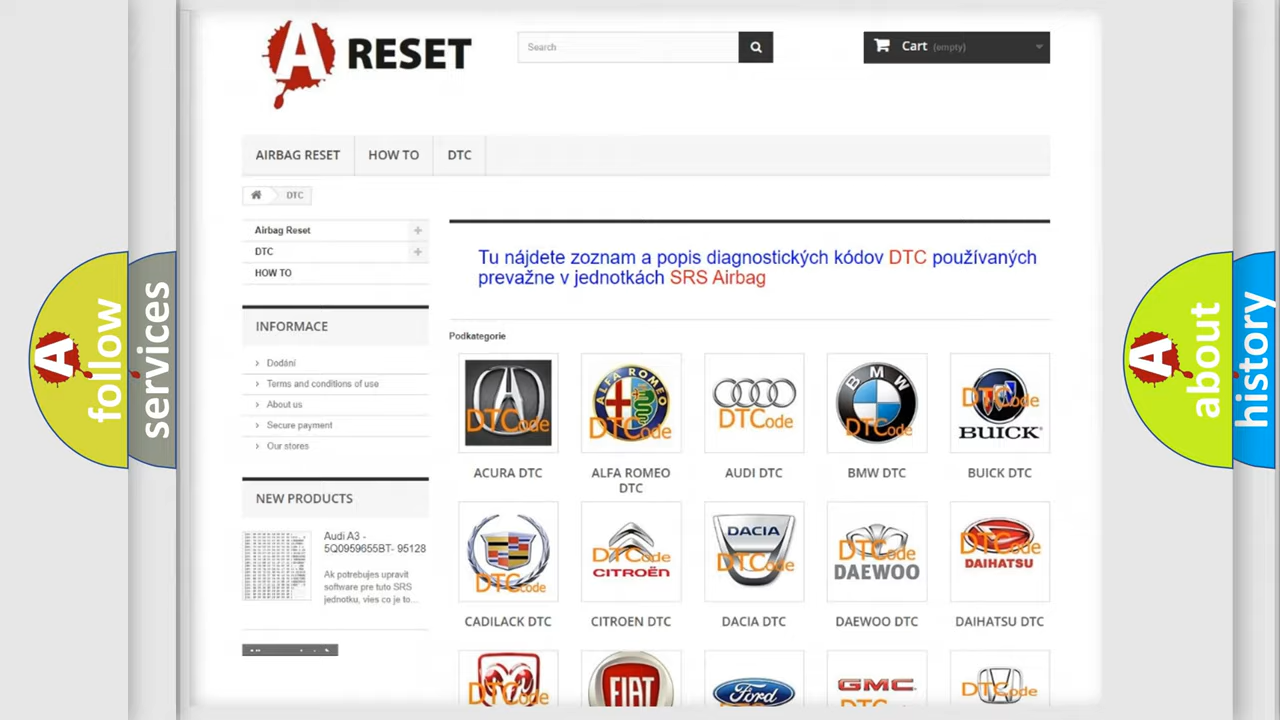 A RESET
Search
Cart (empty)
AIRBAG RESET
HOW TO
DTC
DTC
Airbag Reset
DTC
HOW TO
INFORMACE
Dodání
Terms and conditions of use
About us
Secure payment
Our stores
NEW PRODUCTS
Audi A3 -
5Q0959655BT- 95128
Ak potrebujes upravit
software pre tuto SRS
jednotku, vies co je to...
Tu nájdete zoznam a popis diagnostických kódov DTC používaných
prevažne v jednotkách SRS Airbag
Podkategorie
DTCode
ALFA ROMEO
DTCode
DTCode
BMW
DTCode
DTCode
BUICK
ACURA DTC
ALFA ROMEO
DTC
AUDI DTC
BMW DTC
BUICK DTC
DTCode
DTCode
CITROËN
DACIA
DTCode
DTCode
DAEWOO
DTCode
DAIHATSU
CADILACK DTC
CITROEN DTC
DACIA DTC
DAEWOO DTC
DAIHATSU DTC
DTCode
FIAT
Ford
GMC
DTCode
A follow
services
A about
history